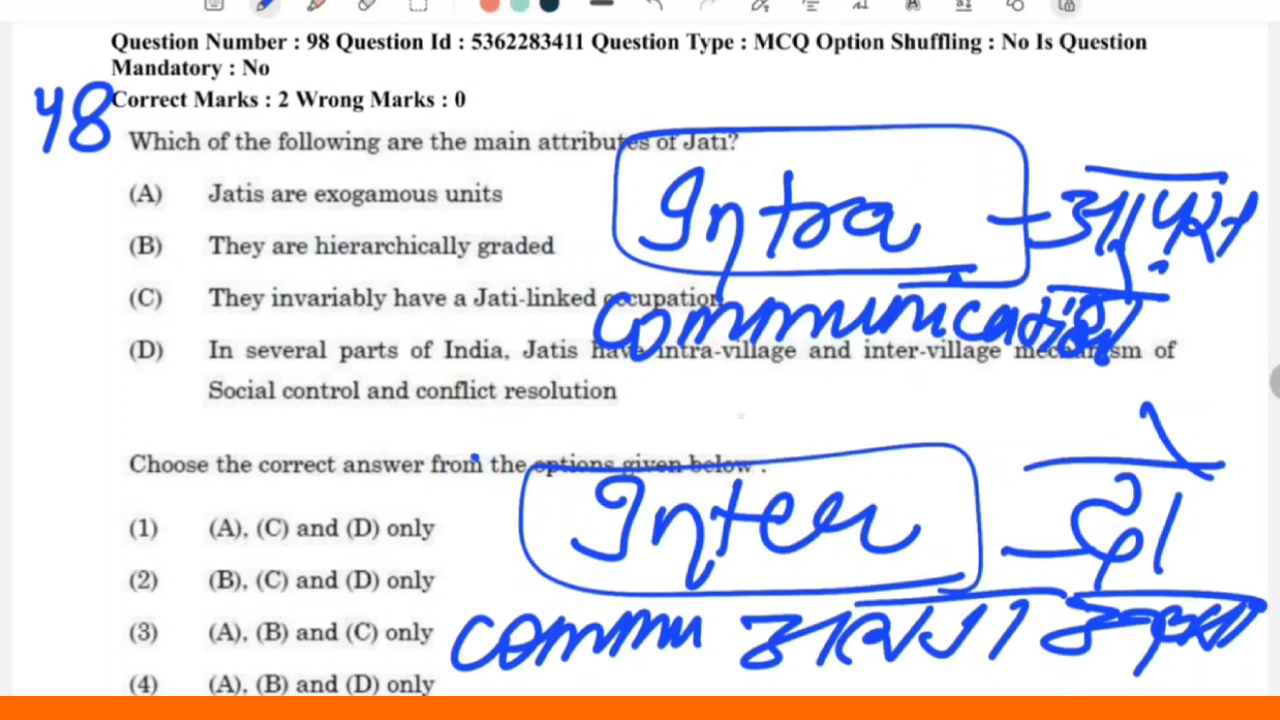 Question Number : 98 Question Id : 5362283411 Question Type : MCQ Option Shuffling : No Is Question
Mandatory : No
Correct Marks : 2 Wrong Marks : 0
48
Which of the following are the main attributes of Jati?
(A) Jatis are exogamous units
Intra - आपस
(B) They are hierarchically graded
(C) They invariably have a Jati-linked occupation
communication
(D) In several parts of India, Jatis have intra-village and inter-village mechanism of
Social control and conflict resolution
Choose the correct answer from the options given below :
Inter - दो
(1) (A), (C) and (D) only
(2) (B), (C) and (D) only
(3) (A), (B) and (C) only
commu
(4) (A), (B) and (D) only